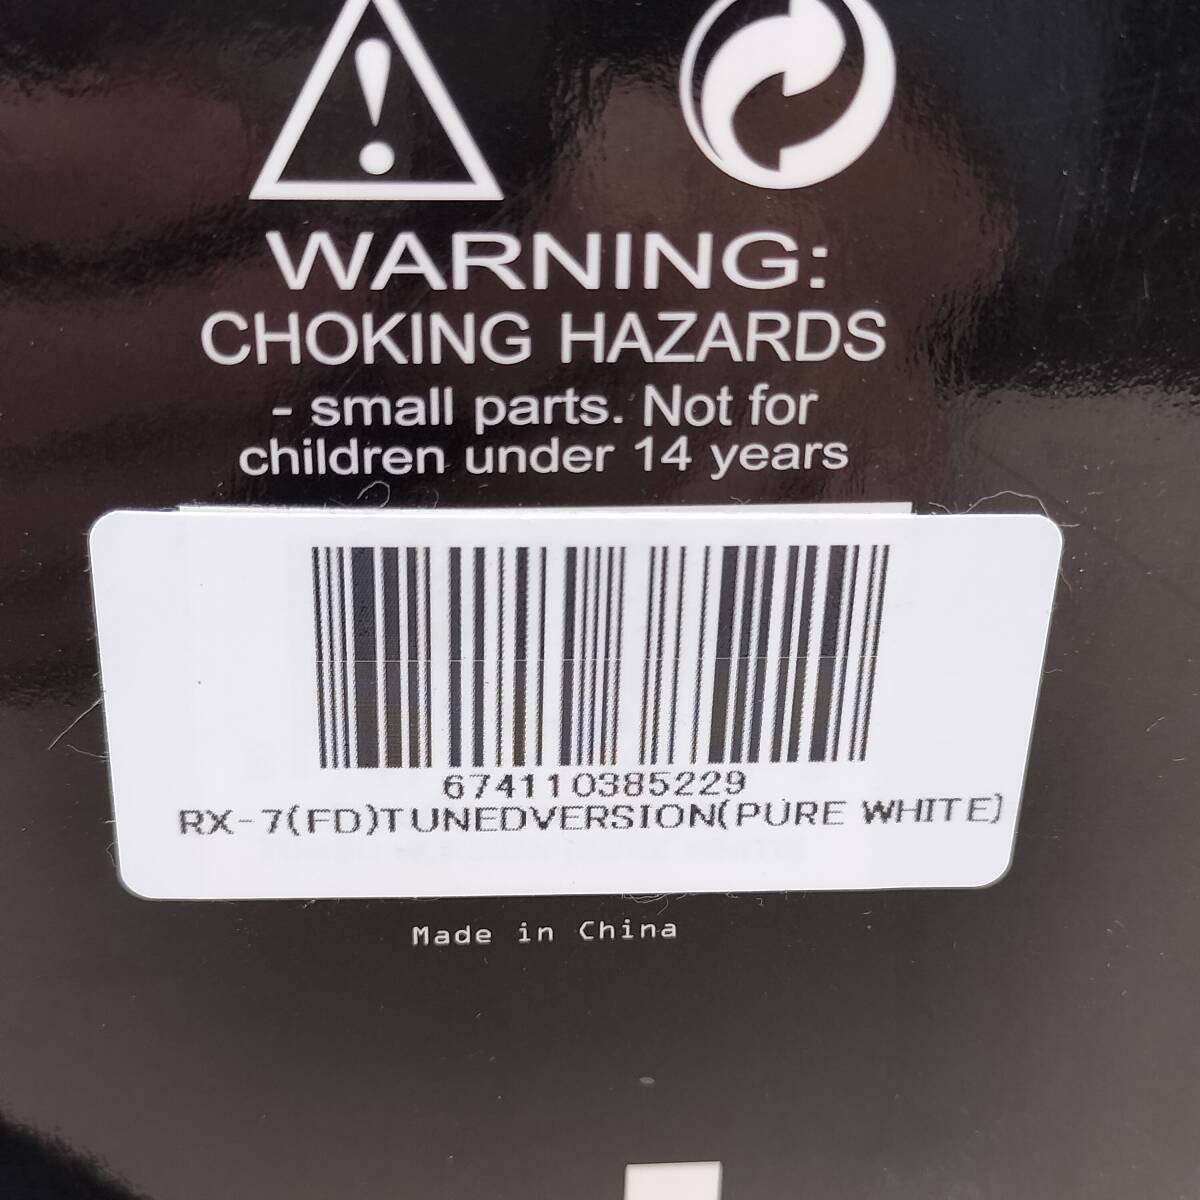 WARNING:
CHOKING HAZARDS
- small parts. Not for
children under 14 years
674110385229
RX-7(FD)TUNEDVERSION(PURE WHITE)
Made in China